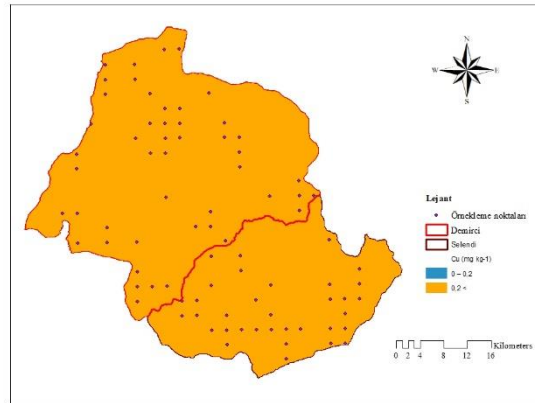 N
W E
S
Lejant
Örnekleme noktaları
Demirci
Selendi
Cu (mg kg-1)
0 – 0.2
0,2 <
Kilometers
0 2 4 8 12 16